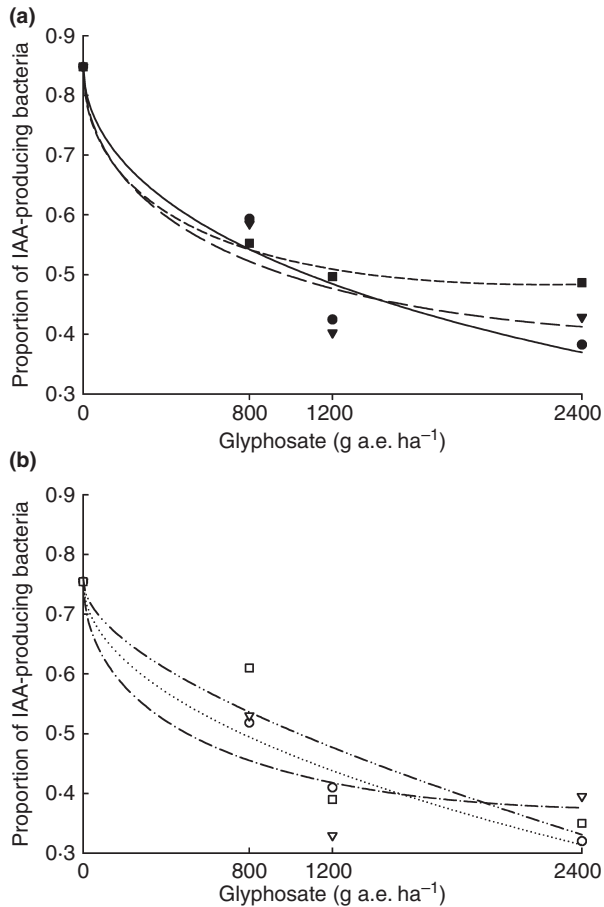 (a)
0·9
0·8
0·7
0·6
0·5
0·4
0·3
Proportion of IAA-producing bacteria
0 800 1200 2400
Glyphosate (g a.e. ha⁻¹)
(b)
0·9
0·8
0·7
0·6
0·5
0·4
0·3
Proportion of IAA-producing bacteria
0 800 1200 2400
Glyphosate (g a.e. ha⁻¹)